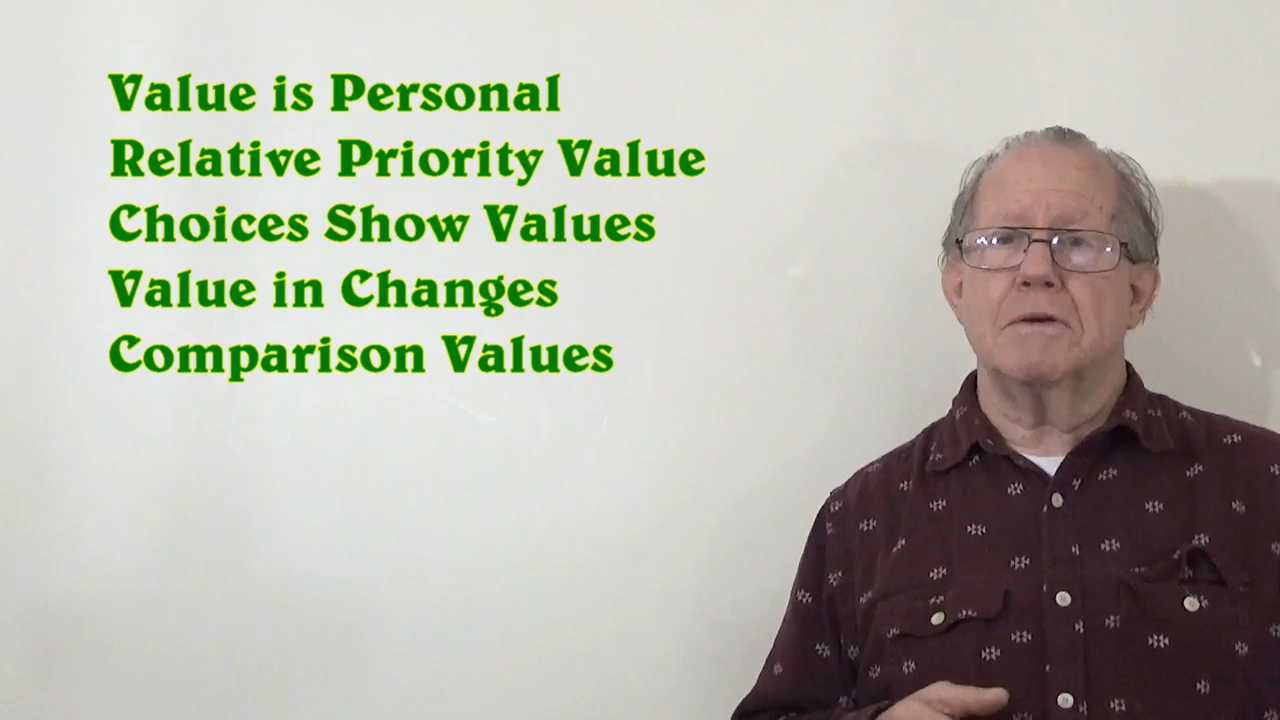 Value is Personal
Relative Priority Value
Choices Show Values
Value in Changes
Comparison Values